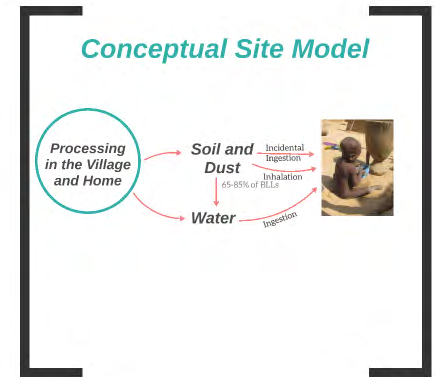 Conceptual Site Model
Processing
in the Village
and Home
Soil and
Dust
Incidental
Ingestion
Inhalation
65-85% of BLLs
Water
Ingestion